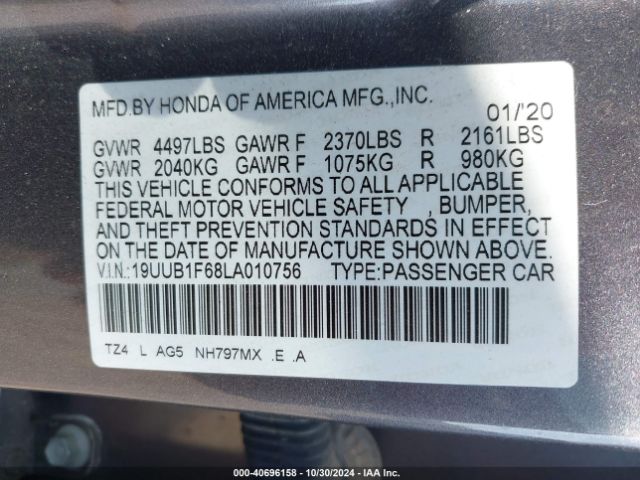 MFD.BY HONDA OF AMERICA MFG.,INC.
01/'20
GVWR 4497LBS GAWR F 2370LBS R 2161LBS
GVWR 2040KG GAWR F 1075KG R 980KG
THIS VEHICLE CONFORMS TO ALL APPLICABLE
FEDERAL MOTOR VEHICLE SAFETY , BUMPER,
AND THEFT PREVENTION STANDARDS IN EFFECT
ON THE DATE OF MANUFACTURE SHOWN ABOVE.
V.I.N.:19UUB1F68LA010756 TYPE:PASSENGER CAR
TZ4 L AG5 NH797MX .E .A
000-40696158 - 10/30/2024 - IAA Inc.